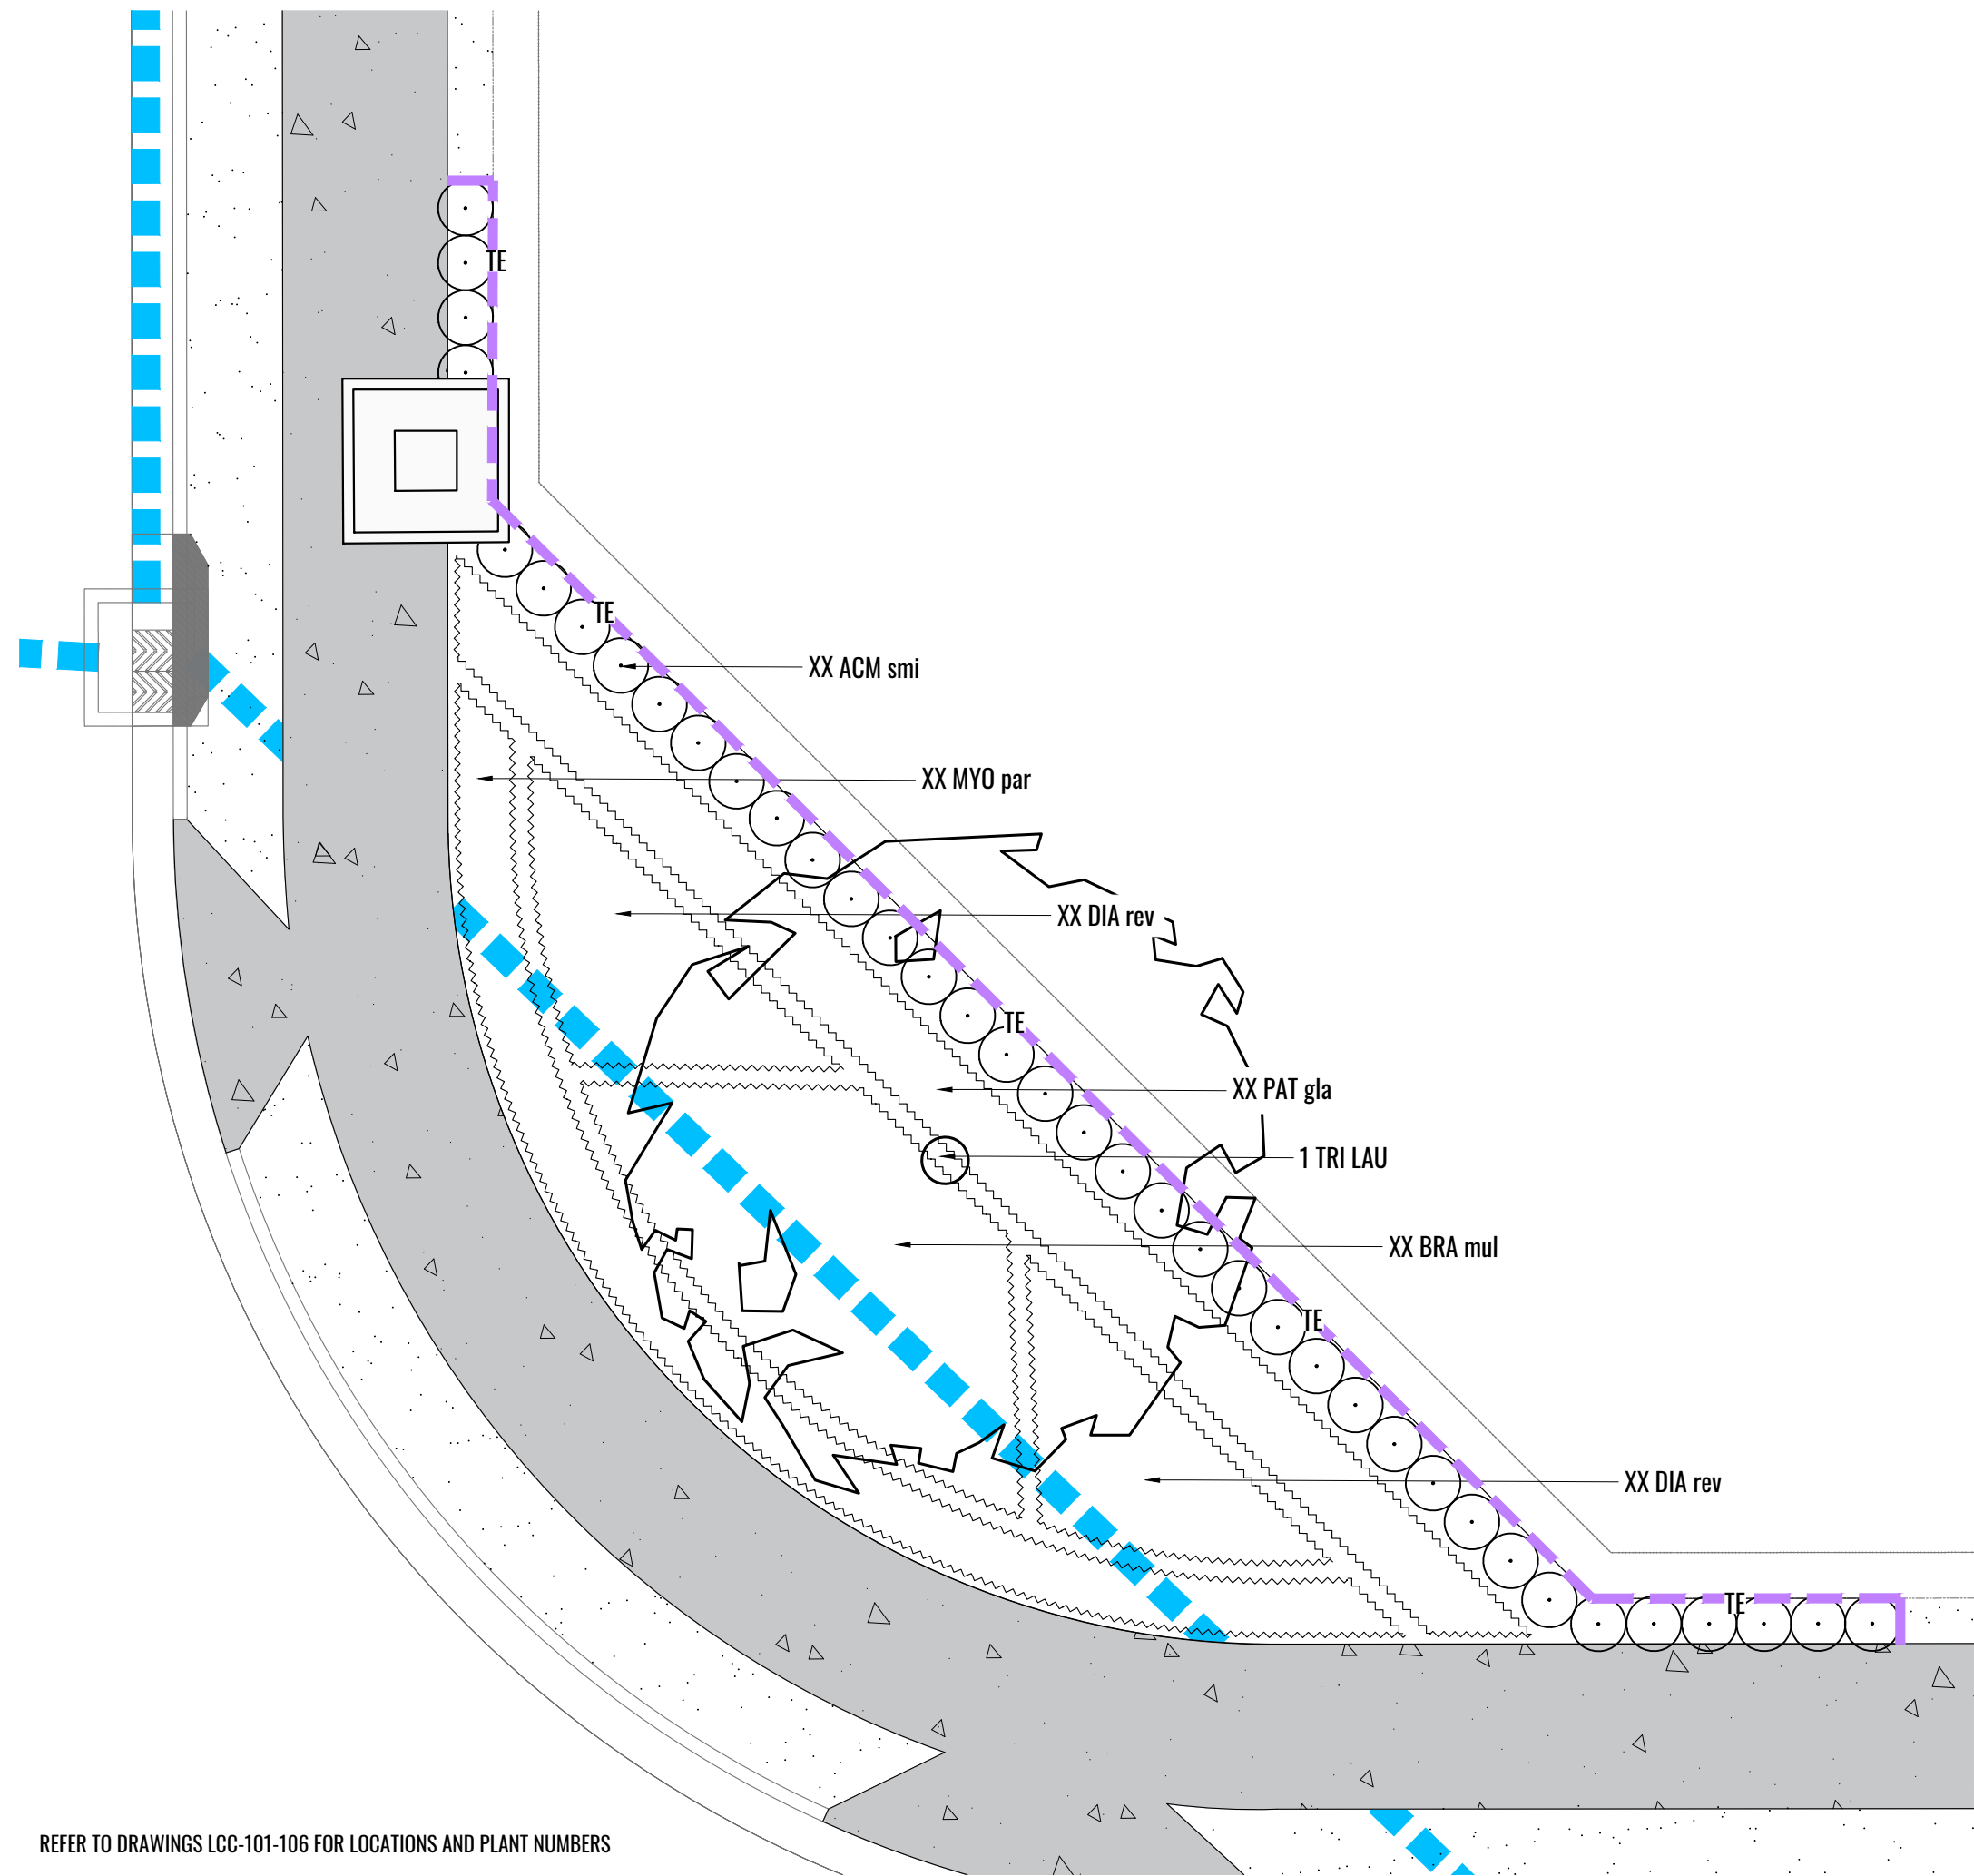 TE
TE
XX ACM smi
XX MYO par
XX DIA rev
TE
XX PAT gla
1 TRI LAU
XX BRA mul
TE
XX DIA rev
TE
REFER TO DRAWINGS LCC-101-106 FOR LOCATIONS AND PLANT NUMBERS